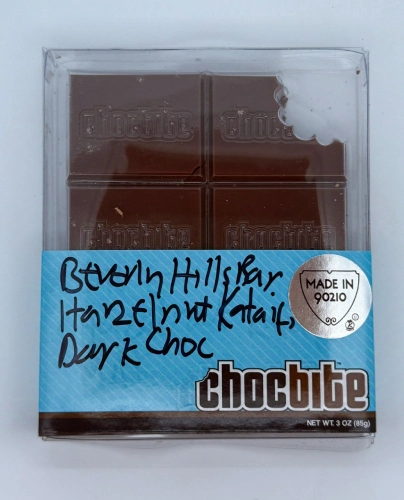 chocbite
chocbite
chocbite
chocbite
Beverly Hills Bar
Hazelnut Kataif,
Dark Choc
MADE IN
90210
chocbite™
NET WT. 3 OZ (85g)